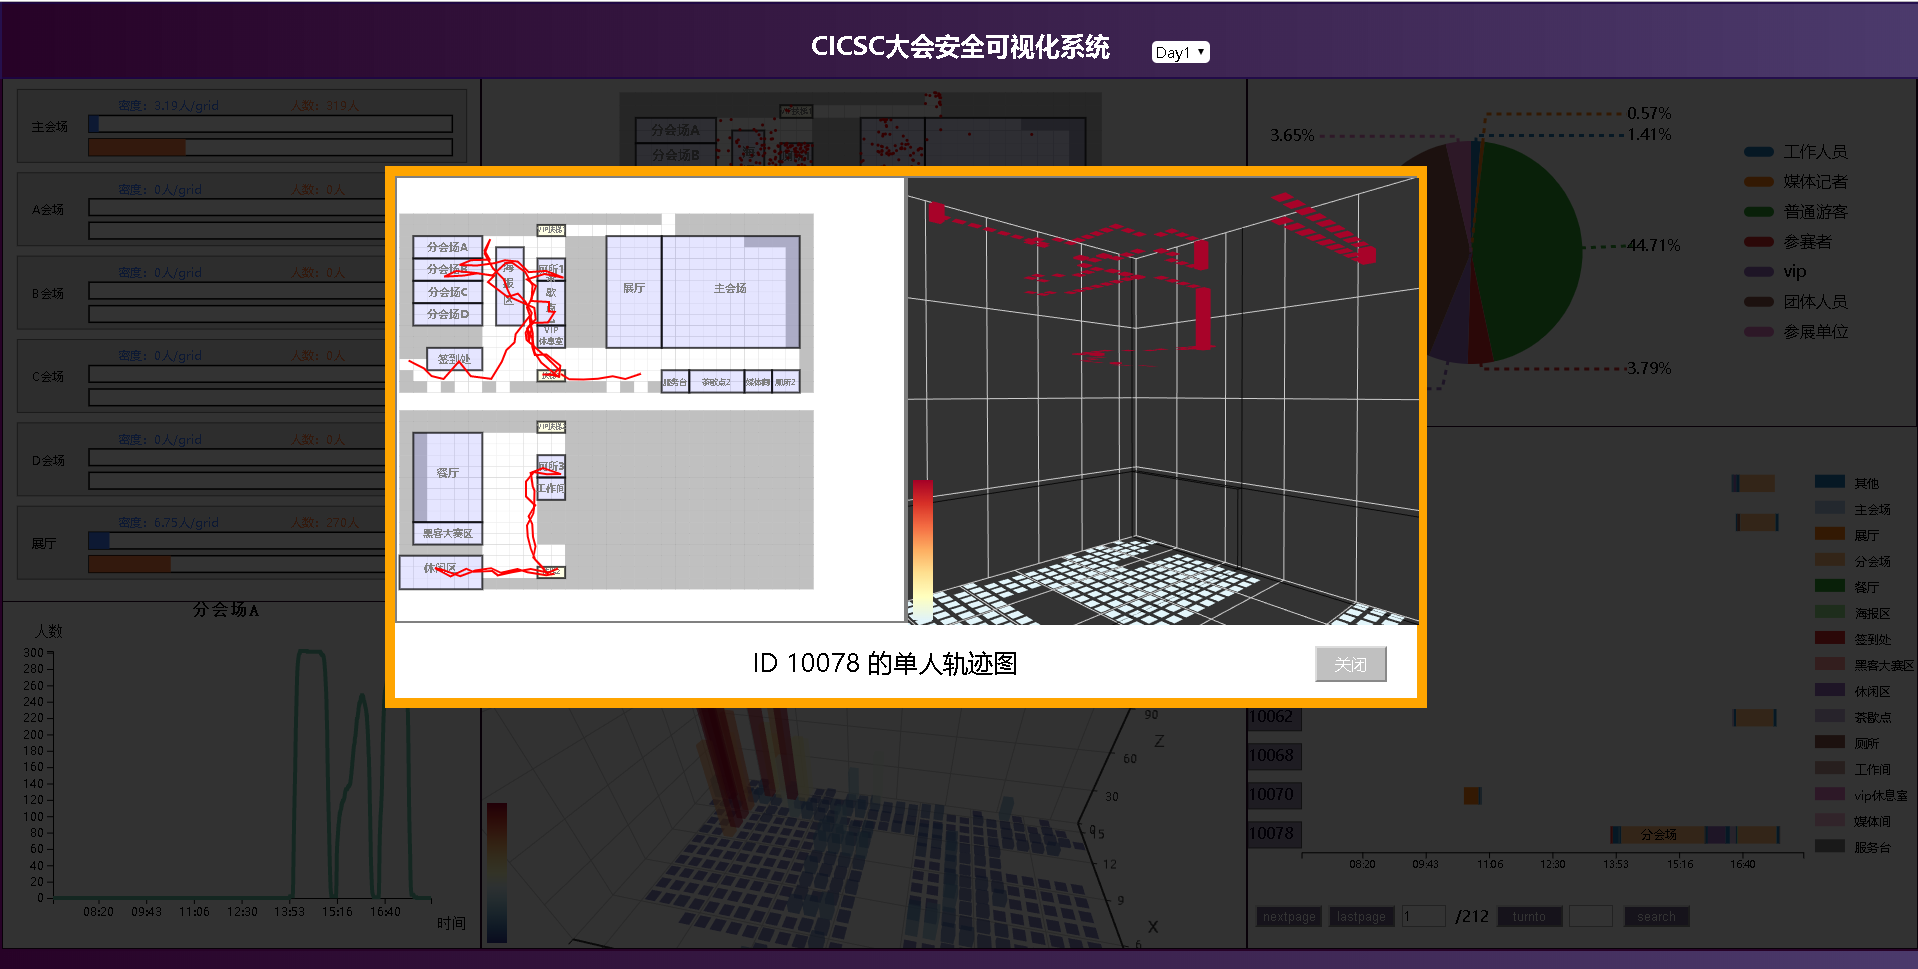 CICSC大会安全可视化系统 Day1
密度：3.19人/grid 人数：319人
主会场
密度：0人/grid 人数：0人
A会场
密度：0人/grid 人数：0人
B会场
密度：0人/grid 人数：0人
C会场
密度：0人/grid 人数：0人
D会场
密度：6.75人/grid 人数：270人
展厅
分会场A
人数
300
280
260
240
220
200
180
160
140
120
100
80
60
40
20
0
08:20 09:43 11:06 12:30 13:53 15:16 16:40
时间
分会场A
分会场B
分会场A
分会场B
分会场C
分会场D
海报区
厕所1
VIP
休息室
签到处
展厅
主会场
服务台 茶歇点2 媒体间 厕所2
餐厅
厕所3
工作间
黑客大赛区
休闲区
ID 10078 的单人轨迹图
关闭
90
Z
60
30
0
15
12
9
X
6
0.57%
1.41%
3.65%
44.71%
3.79%
工作人员
媒体记者
普通游客
参赛者
vip
团体人员
参展单位
10062
10068
10070
10078
分会场
08:20 09:43 11:06 12:30 13:53 15:16 16:40
其他
主会场
展厅
分会场
餐厅
海报区
签到处
黑客大赛区
休闲区
茶歇点
厕所
工作间
vip休息室
媒体间
服务台
nextpage lastpage 1 /212 turnto search